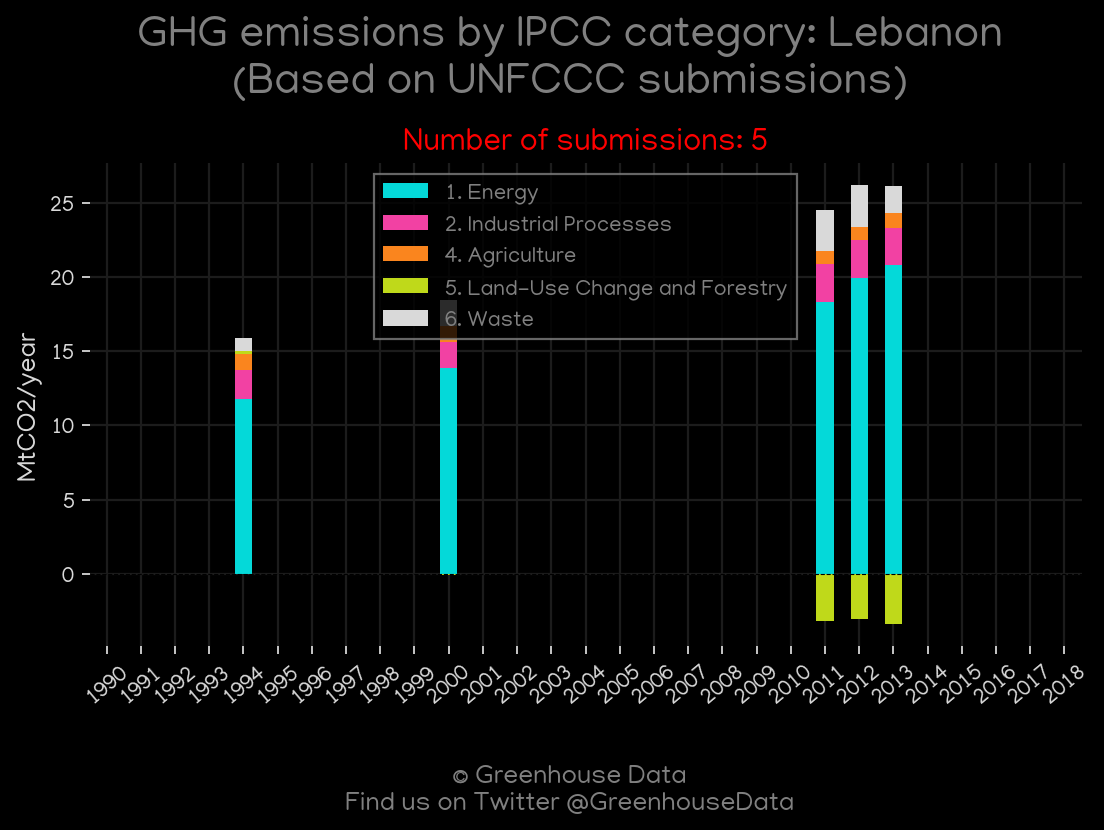 GHG emissions by IPCC category: Lebanon
(Based on UNFCCC submissions)
Number of submissions: 5
1. Energy
2. Industrial Processes
4. Agriculture
5. Land-Use Change and Forestry
6. Waste
MtCO2/year
25
20
15
10
5
0
1990 1991 1992 1993 1994 1995 1996 1997 1998 1999 2000 2001 2002 2003 2004 2005 2006 2007 2008 2009 2010 2011 2012 2013 2014 2015 2016 2017 2018
© Greenhouse Data
Find us on Twitter @GreenhouseData